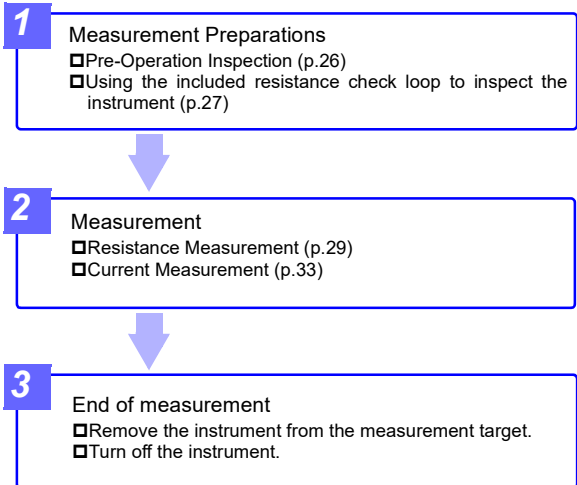 1
Measurement Preparations
❑Pre-Operation Inspection (p.26)
❑Using the included resistance check loop to inspect the
instrument (p.27)
2
Measurement
❑Resistance Measurement (p.29)
❑Current Measurement (p.33)
3
End of measurement
❑Remove the instrument from the measurement target.
❑Turn off the instrument.